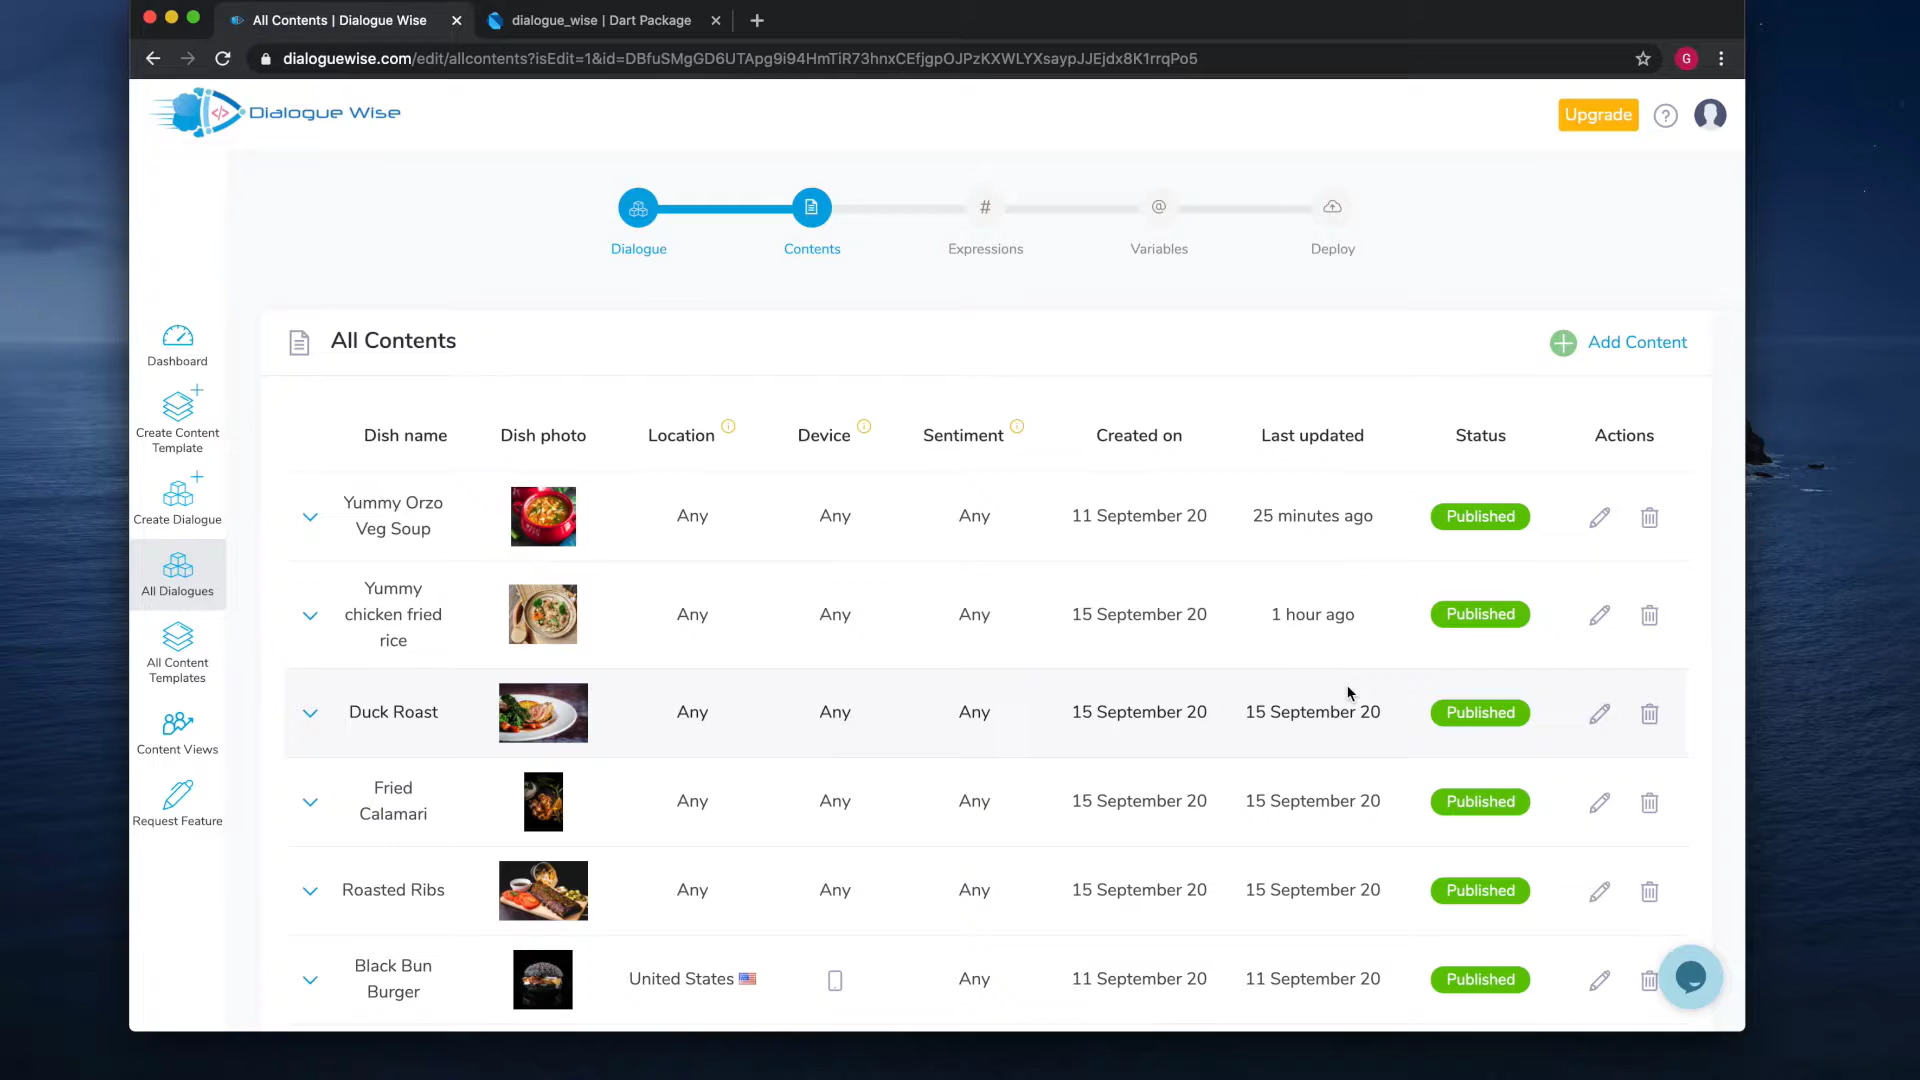 All Contents | Dialogue Wise
dialogue_wise | Dart Package
dialoguewise.com/edit/allcontents?isEdit=1&id=DBfuSMgGD6UTApg9i94HmTiR73hnxCEfjgpOJPzKXWLYXsaypJJEjdx8K1rrqPo5
G
</> Dialogue Wise
Upgrade
?
#
@
Dialogue
Contents
Expressions
Variables
Deploy
Dashboard
Create Content
Template
Create Dialogue
All Dialogues
All Content
Templates
Content Views
Request Feature
All Contents
Add Content
Dish name Dish photo Location Device Sentiment Created on Last updated Status Actions
Yummy Orzo
Veg Soup
Any Any Any 11 September 20 25 minutes ago Published
Yummy
chicken fried
rice
Any Any Any 15 September 20 1 hour ago Published
Duck Roast Any Any Any 15 September 20 15 September 20 Published
Fried
Calamari
Any Any Any 15 September 20 15 September 20 Published
Roasted Ribs Any Any Any 15 September 20 15 September 20 Published
Black Bun
Burger
United States Any 11 September 20 11 September 20 Published